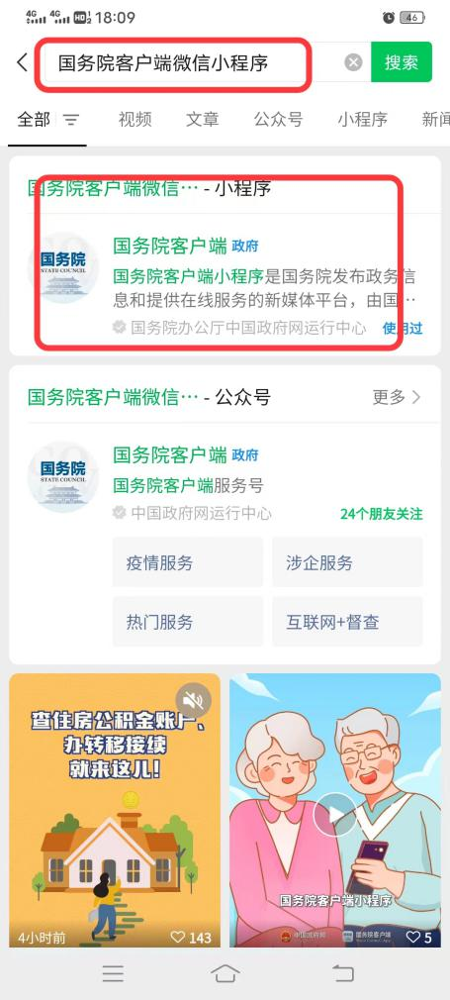 4G 4G HD 18:09 46
国务院客户端微信小程序 搜索
全部 视频 文章 公众号 小程序 新闻
国务院客户端微信… - 小程序
国务院 STATE COUNCIL
国务院客户端 政府
国务院客户端小程序是国务院发布政务信
息和提供在线服务的新媒体平台，由国…
国务院办公厅中国政府网运行中心 使用过
国务院客户端微信… - 公众号 更多
国务院 STATE COUNCIL
国务院客户端 政府
国务院客户端服务号
中国政府网运行中心 24个朋友关注
疫情服务 涉企服务
热门服务 互联网+督查
查住房公积金账户、
办转移接续
就来这儿!
国务院客户端小程序
4小时前 143
中国政府网 国务院客户端 5